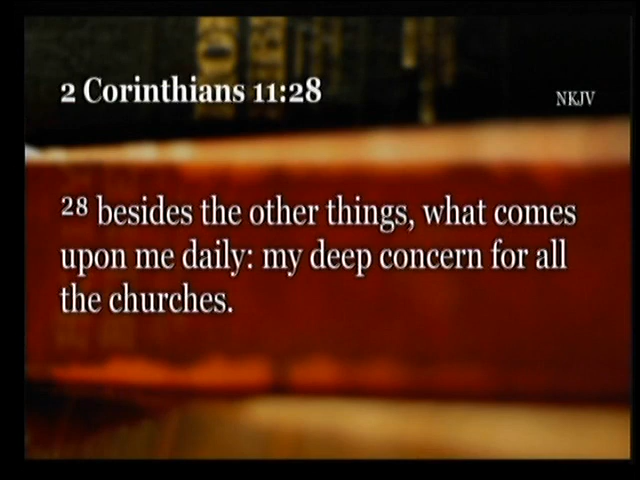 2 Corinthians 11:28
NKJV
28 besides the other things, what comes
upon me daily: my deep concern for all
the churches.